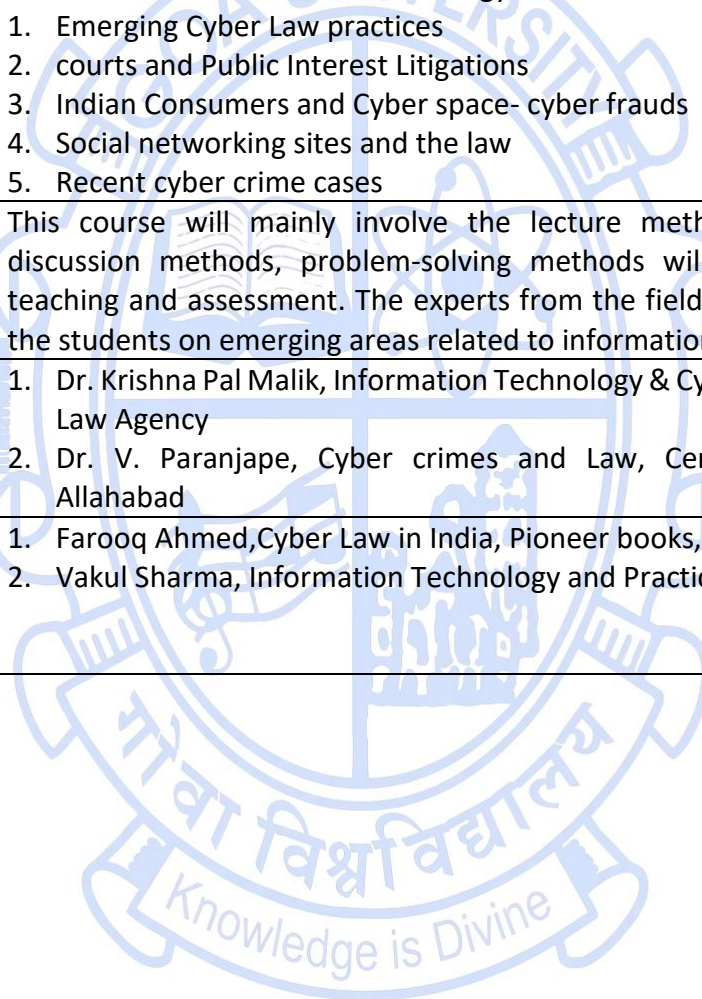 GOA UNIVERSITY
1. Emerging Cyber Law practices
2. courts and Public Interest Litigations
3. Indian Consumers and Cyber space- cyber frauds
4. Social networking sites and the law
5. Recent cyber crime cases
This course will mainly involve the lecture meth
discussion methods, problem-solving methods wil
teaching and assessment. The experts from the field
the students on emerging areas related to information
1. Dr. Krishna Pal Malik, Information Technology & Cy
Law Agency
2. Dr. V. Paranjape, Cyber crimes and Law, Cen
Allahabad
1. Farooq Ahmed,Cyber Law in India, Pioneer books,
2. Vakul Sharma, Information Technology and Practic
गोंवा विश्वविद्यालय
Knowledge is Divine